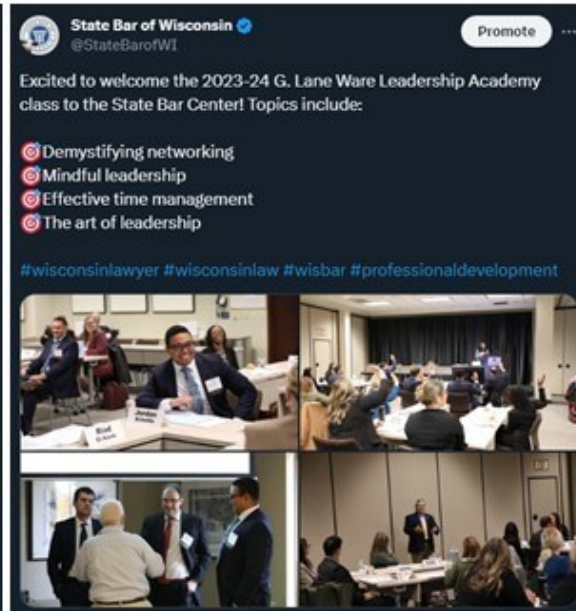 State Bar of Wisconsin
@StateBarofWI
Promote
Excited to welcome the 2023-24 G. Lane Ware Leadership Academy
class to the State Bar Center! Topics include:
🎯Demystifying networking
🎯Mindful leadership
🎯Effective time management
🎯The art of leadership
#wisconsinlawyer #wisconsinlaw #wisbar #professionaldevelopment
Jordan